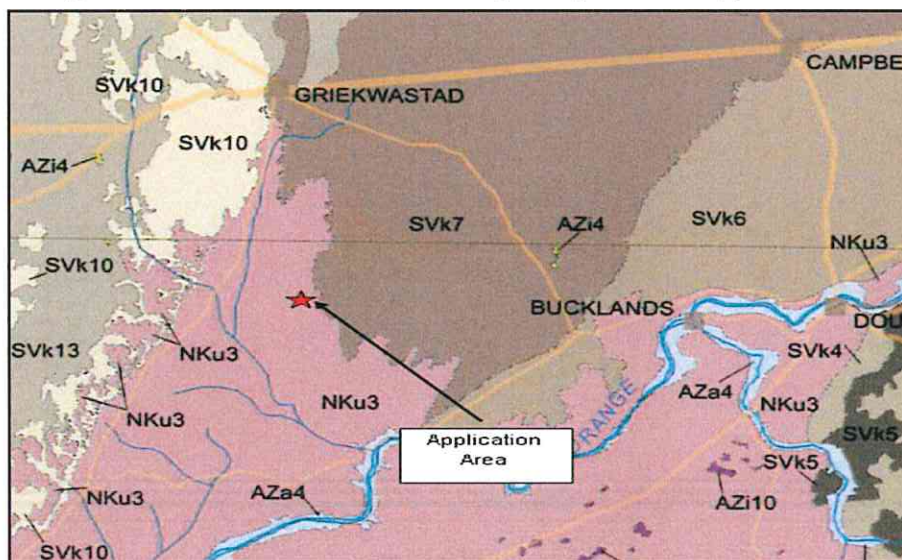 SVk10
CAMPBE
GRIEKWASTAD
SVk10
AZi4
SVk7
AZi4
SVk6
NKu3
SVk10
BUCKLANDS
DOU
SVk13
NKu3
SVk4
NKu3
AZa4
NKu3
ORANGE
NKu3
SVk5
Application
Area
SVk5
NKu3
AZa4
AZi10
SVk10